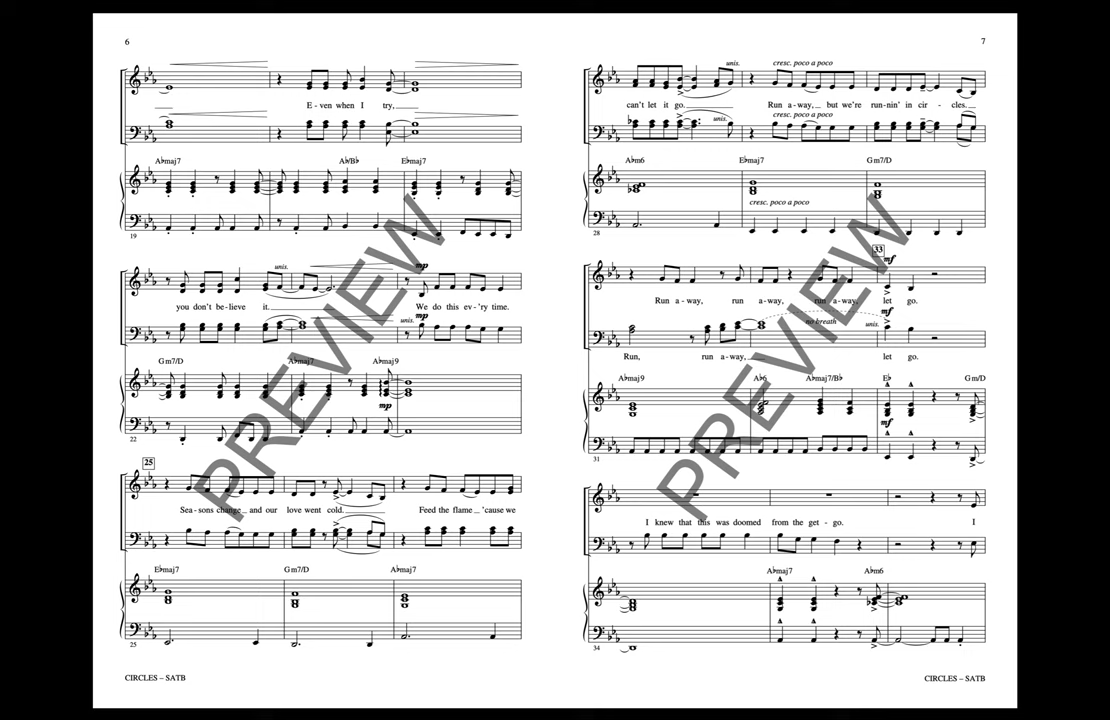 6
E - ven when I try,
A♭maj7 A♭/B♭ E♭maj7
19
unis. mp
you don't be - lieve it. We do this ev - 'ry time.
unis. mp
Gm7/D A♭maj7 A♭maj9
mp
22
25
Sea - sons change and our love went cold. Feed the flame 'cause we
E♭maj7 Gm7/D A♭maj7
25
CIRCLES – SATB
PREVIEW
7
unis. cresc. poco a poco
can't let it go. Run a - way, but we're run - nin' in cir - cles.
unis. cresc. poco a poco
A♭m6 E♭maj7 Gm7/D
cresc. poco a poco
28
33
mf
Run a - way, run a - way, run a - way, let go.
no breath unis. mf
Run, run a - way, let go.
A♭maj9 A♭6 A♭maj7/B♭ E♭ Gm/D
mf
31
I knew that this was doomed from the get - go. I
A♭maj7 A♭m6
34
CIRCLES – SATB
PREVIEW